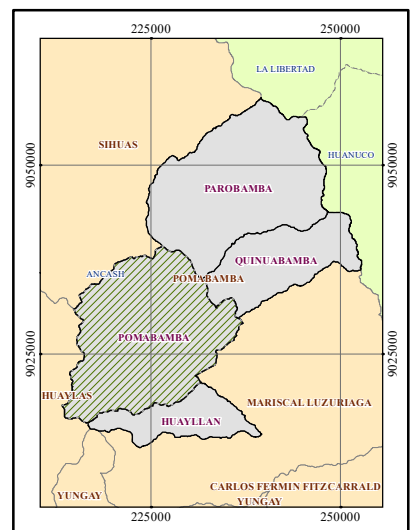 225000
250000
LA LIBERTAD
SIHUAS
9050000
HUANUCO
9050000
PAROBAMBA
QUINUABAMBA
ANCASH
POMABAMBA
POMABAMBA
9025000
9025000
HUAYLAS
MARISCAL LUZURIAGA
HUAYLLAN
CARLOS FERMIN FITZCARRALD
YUNGAY
YUNGAY
225000
250000